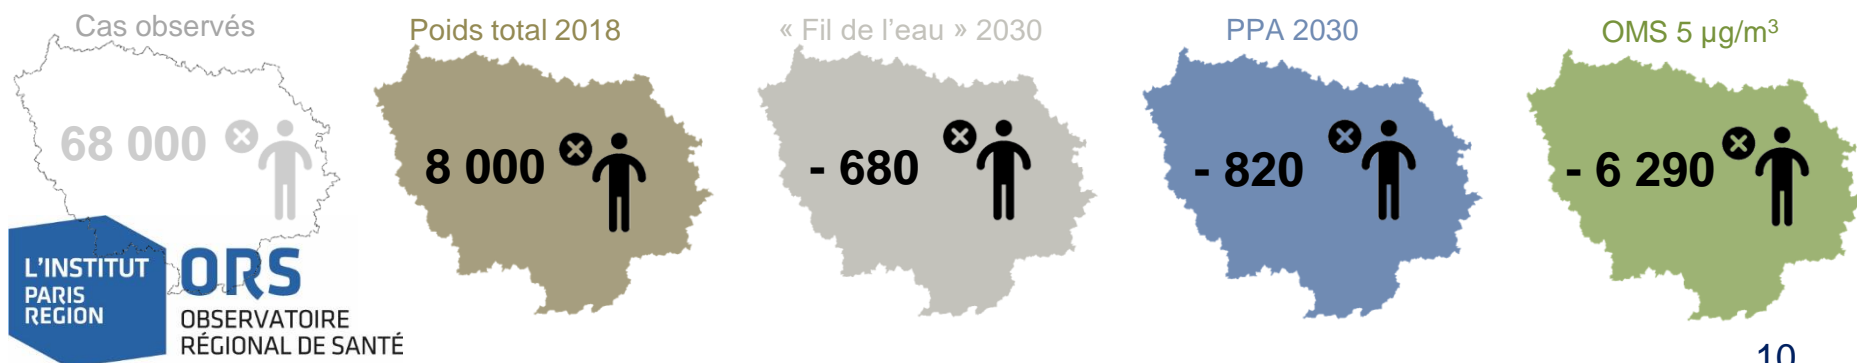 Cas observés
68 000
Poids total 2018
8 000
« Fil de l'eau » 2030
- 680
PPA 2030
- 820
OMS 5 µg/m³
- 6 290
L'INSTITUT
PARIS
REGION
ORS
OBSERVATOIRE
RÉGIONAL DE SANTÉ
10